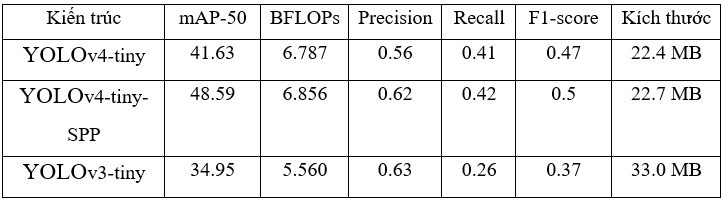 Kiến trúc mAP-50 BFLOPs Precision Recall F1-score Kích thước
YOLOv4-tiny 41.63 6.787 0.56 0.41 0.47 22.4 MB
YOLOv4-tiny- 48.59 6.856 0.62 0.42 0.5 22.7 MB
SPP
YOLOv3-tiny 34.95 5.560 0.63 0.26 0.37 33.0 MB